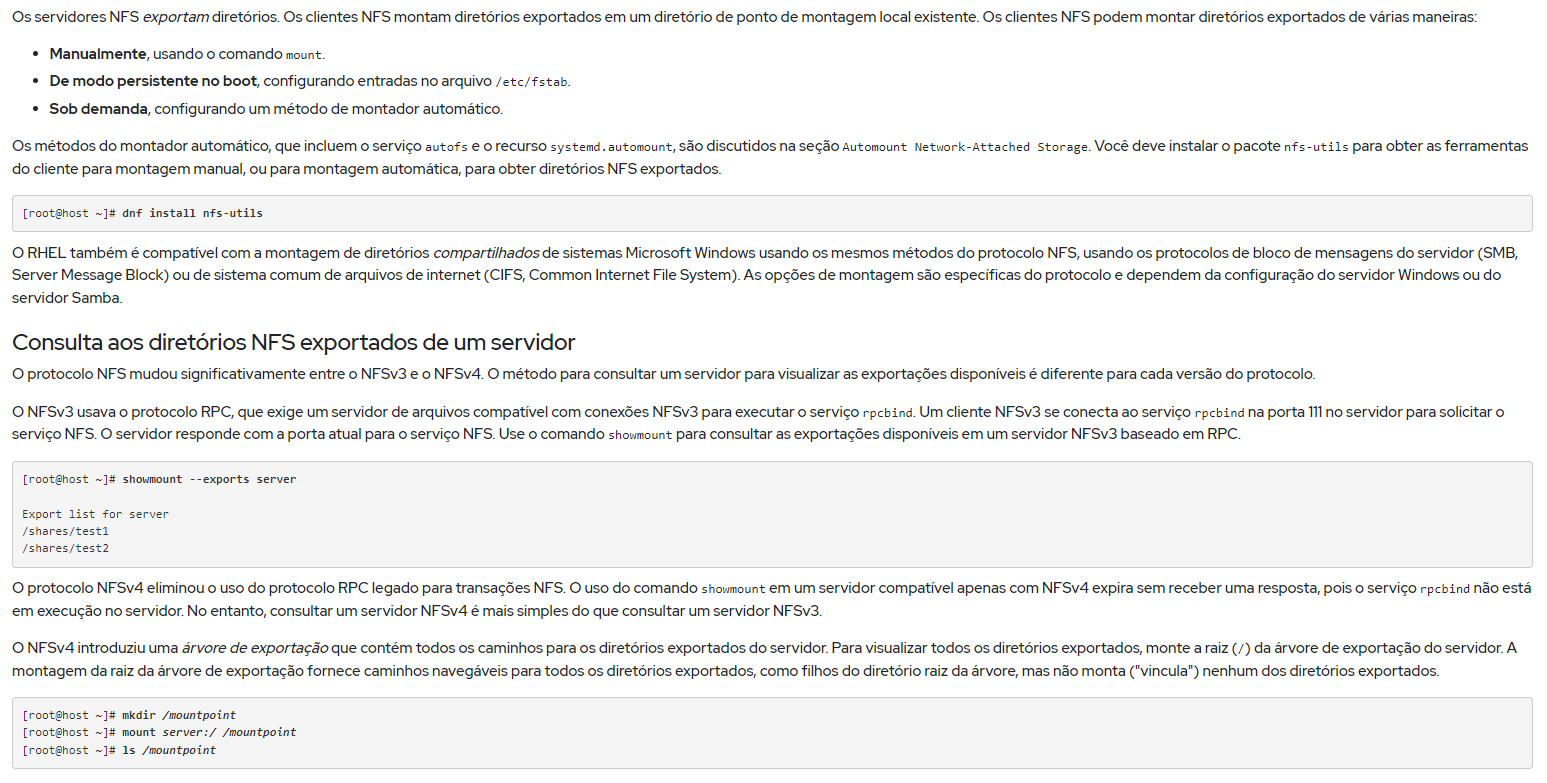 Os servidores NFS exportam diretórios. Os clientes NFS montam diretórios exportados em um diretório de ponto de montagem local existente. Os clientes NFS podem montar diretórios exportados de várias maneiras:
• Manualmente, usando o comando mount.
• De modo persistente no boot, configurando entradas no arquivo /etc/fstab.
• Sob demanda, configurando um método de montador automático.
Os métodos do montador automático, que incluem o serviço autofs e o recurso systemd.automount, são discutidos na seção Automount Network-Attached Storage. Você deve instalar o pacote nfs-utils para obter as ferramentas
do cliente para montagem manual, ou para montagem automática, para obter diretórios NFS exportados.
[root@host ~]# dnf install nfs-utils
O RHEL também é compatível com a montagem de diretórios compartilhados de sistemas Microsoft Windows usando os mesmos métodos do protocolo NFS, usando os protocolos de bloco de mensagens do servidor (SMB,
Server Message Block) ou de sistema comum de arquivos de internet (CIFS, Common Internet File System). As opções de montagem são específicas do protocolo e dependem da configuração do servidor Windows ou do
servidor Samba.
Consulta aos diretórios NFS exportados de um servidor
O protocolo NFS mudou significativamente entre o NFSv3 e o NFSv4. O método para consultar um servidor para visualizar as exportações disponíveis é diferente para cada versão do protocolo.
O NFSv3 usava o protocolo RPC, que exige um servidor de arquivos compatível com conexões NFSv3 para executar o serviço rpcbind. Um cliente NFSv3 se conecta ao serviço rpcbind na porta 111 no servidor para solicitar o
serviço NFS. O servidor responde com a porta atual para o serviço NFS. Use o comando showmount para consultar as exportações disponíveis em um servidor NFSv3 baseado em RPC.
[root@host ~]# showmount --exports server
Export list for server
/shares/test1
/shares/test2
O protocolo NFSv4 eliminou o uso do protocolo RPC legado para transações NFS. O uso do comando showmount em um servidor compatível apenas com NFSv4 expira sem receber uma resposta, pois o serviço rpcbind não está
em execução no servidor. No entanto, consultar um servidor NFSv4 é mais simples do que consultar um servidor NFSv3.
O NFSv4 introduziu uma árvore de exportação que contém todos os caminhos para os diretórios exportados do servidor. Para visualizar todos os diretórios exportados, monte a raiz (/) da árvore de exportação do servidor. A
montagem da raiz da árvore de exportação fornece caminhos navegáveis para todos os diretórios exportados, como filhos do diretório raiz da árvore, mas não monta ("vincula") nenhum dos diretórios exportados.
[root@host ~]# mkdir /mountpoint
[root@host ~]# mount server:/ /mountpoint
[root@host ~]# ls /mountpoint